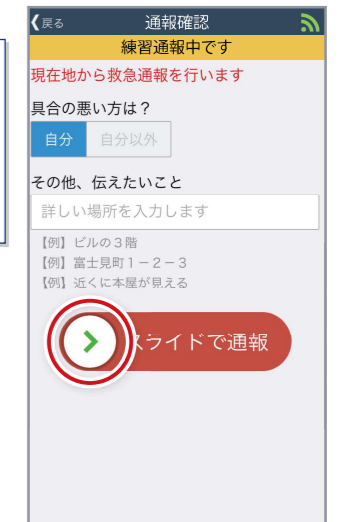 戻る
通報確認
練習通報中です
現在地から救急通報を行います
具合の悪い方は？
自分 自分以外
その他、伝えたいこと
詳しい場所を入力します
【例】ビルの３階
【例】富士見町１－２－３
【例】近くに本屋が見える
スライドで通報